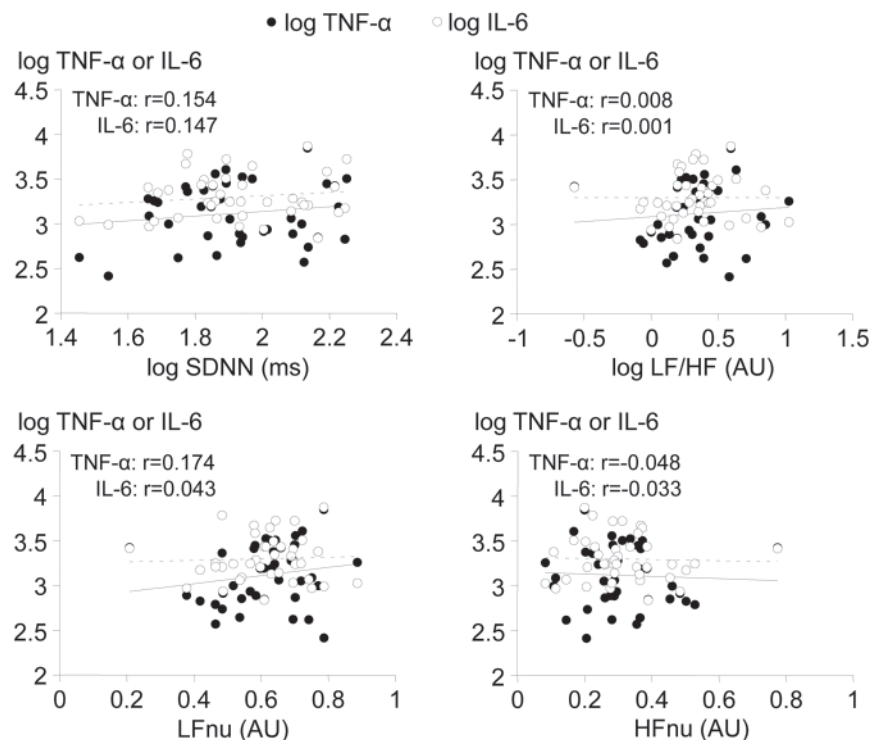 ● log TNF-α ○ log IL-6
log TNF-α or IL-6
TNF-α: r=0.154
IL-6: r=0.147
4.5
4
3.5
3
2.5
2
1.4 1.6 1.8 2 2.2 2.4
log SDNN (ms)
log TNF-α or IL-6
TNF-α: r=0.008
IL-6: r=0.001
4.5
4
3.5
3
2.5
2
-1 -0.5 0 0.5 1 1.5
log LF/HF (AU)
log TNF-α or IL-6
TNF-α: r=0.174
IL-6: r=0.043
4.5
4
3.5
3
2.5
2
0 0.2 0.4 0.6 0.8 1
LFnu (AU)
log TNF-α or IL-6
TNF-α: r=-0.048
IL-6: r=-0.033
4.5
4
3.5
3
2.5
2
0 0.2 0.4 0.6 0.8 1
HFnu (AU)